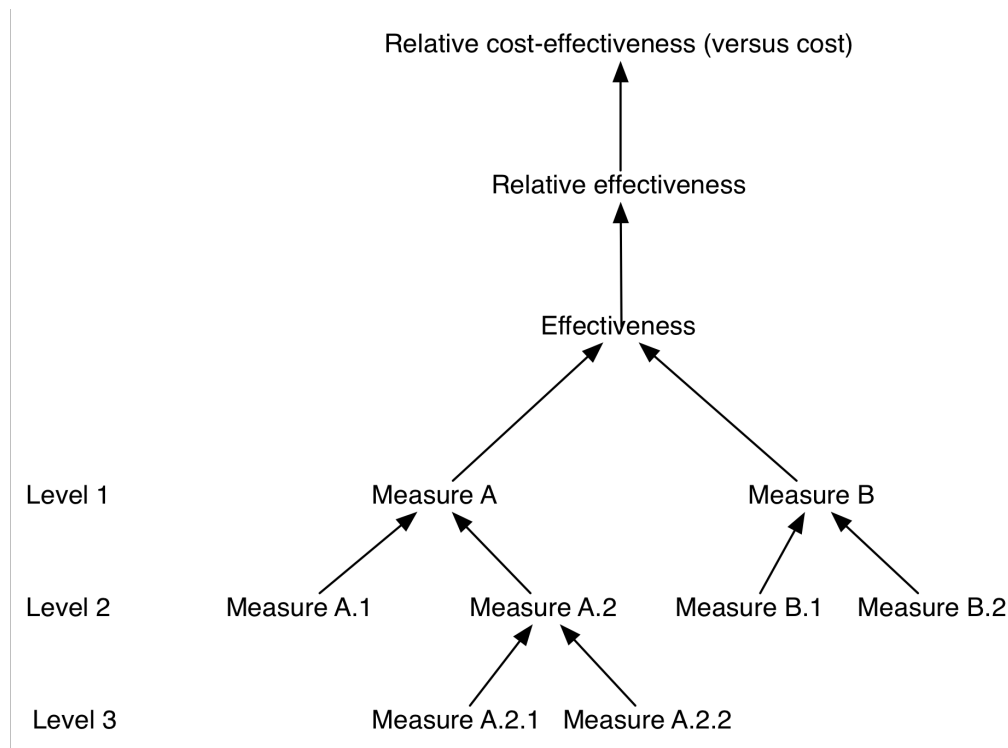 Relative cost-effectiveness (versus cost)
Relative effectiveness
Effectiveness
Level 1
Measure A
Measure B
Level 2
Measure A.1
Measure A.2
Measure B.1
Measure B.2
Level 3
Measure A.2.1
Measure A.2.2